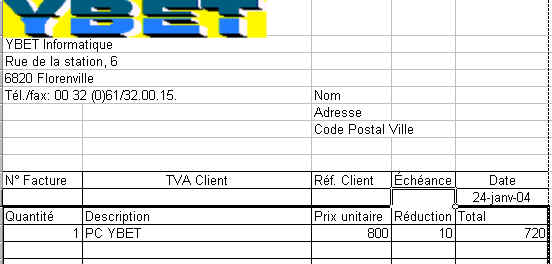 YBET
YBET Informatique
Rue de la station, 6
6820 Florenville
Tél./fax: 00 32 (0)61/32.00.15. Nom
Adresse
Code Postal Ville
N° Facture TVA Client Réf. Client Échéance Date
24-janv-04
Quantité Description Prix unitaire Réduction Total
1 PC YBET 800 10 720